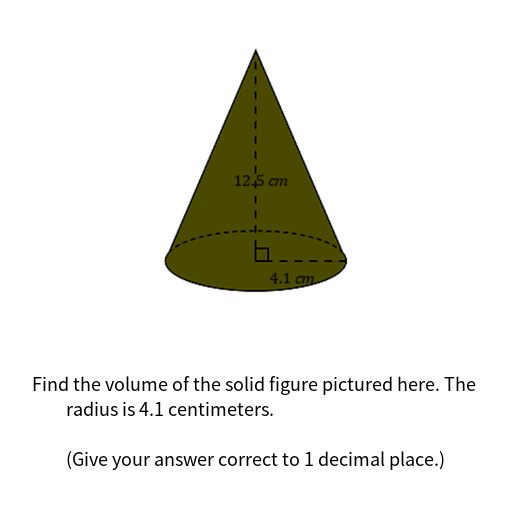 12.5 cm
4.1 cm
Find the volume of the solid figure pictured here. The
radius is 4.1 centimeters.
(Give your answer correct to 1 decimal place.)